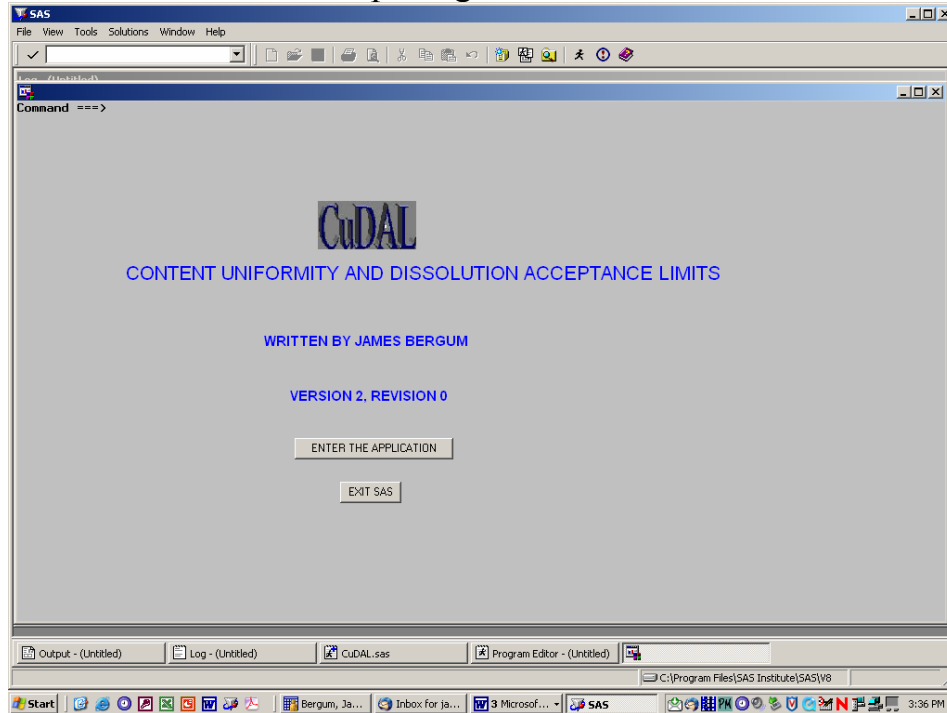 SAS
File View Tools Solutions Window Help
Log - (Untitled)
Command ===>
CuDAL
CONTENT UNIFORMITY AND DISSOLUTION ACCEPTANCE LIMITS
WRITTEN BY JAMES BERGUM
VERSION 2, REVISION 0
ENTER THE APPLICATION
EXIT SAS
Output - (Untitled) Log - (Untitled) CuDAL.sas Program Editor - (Untitled)
C:\Program Files\SAS Institute\SAS\V8
Start Bergum, Ja... Inbox for ja... 3 Microsof... SAS 3:36 PM